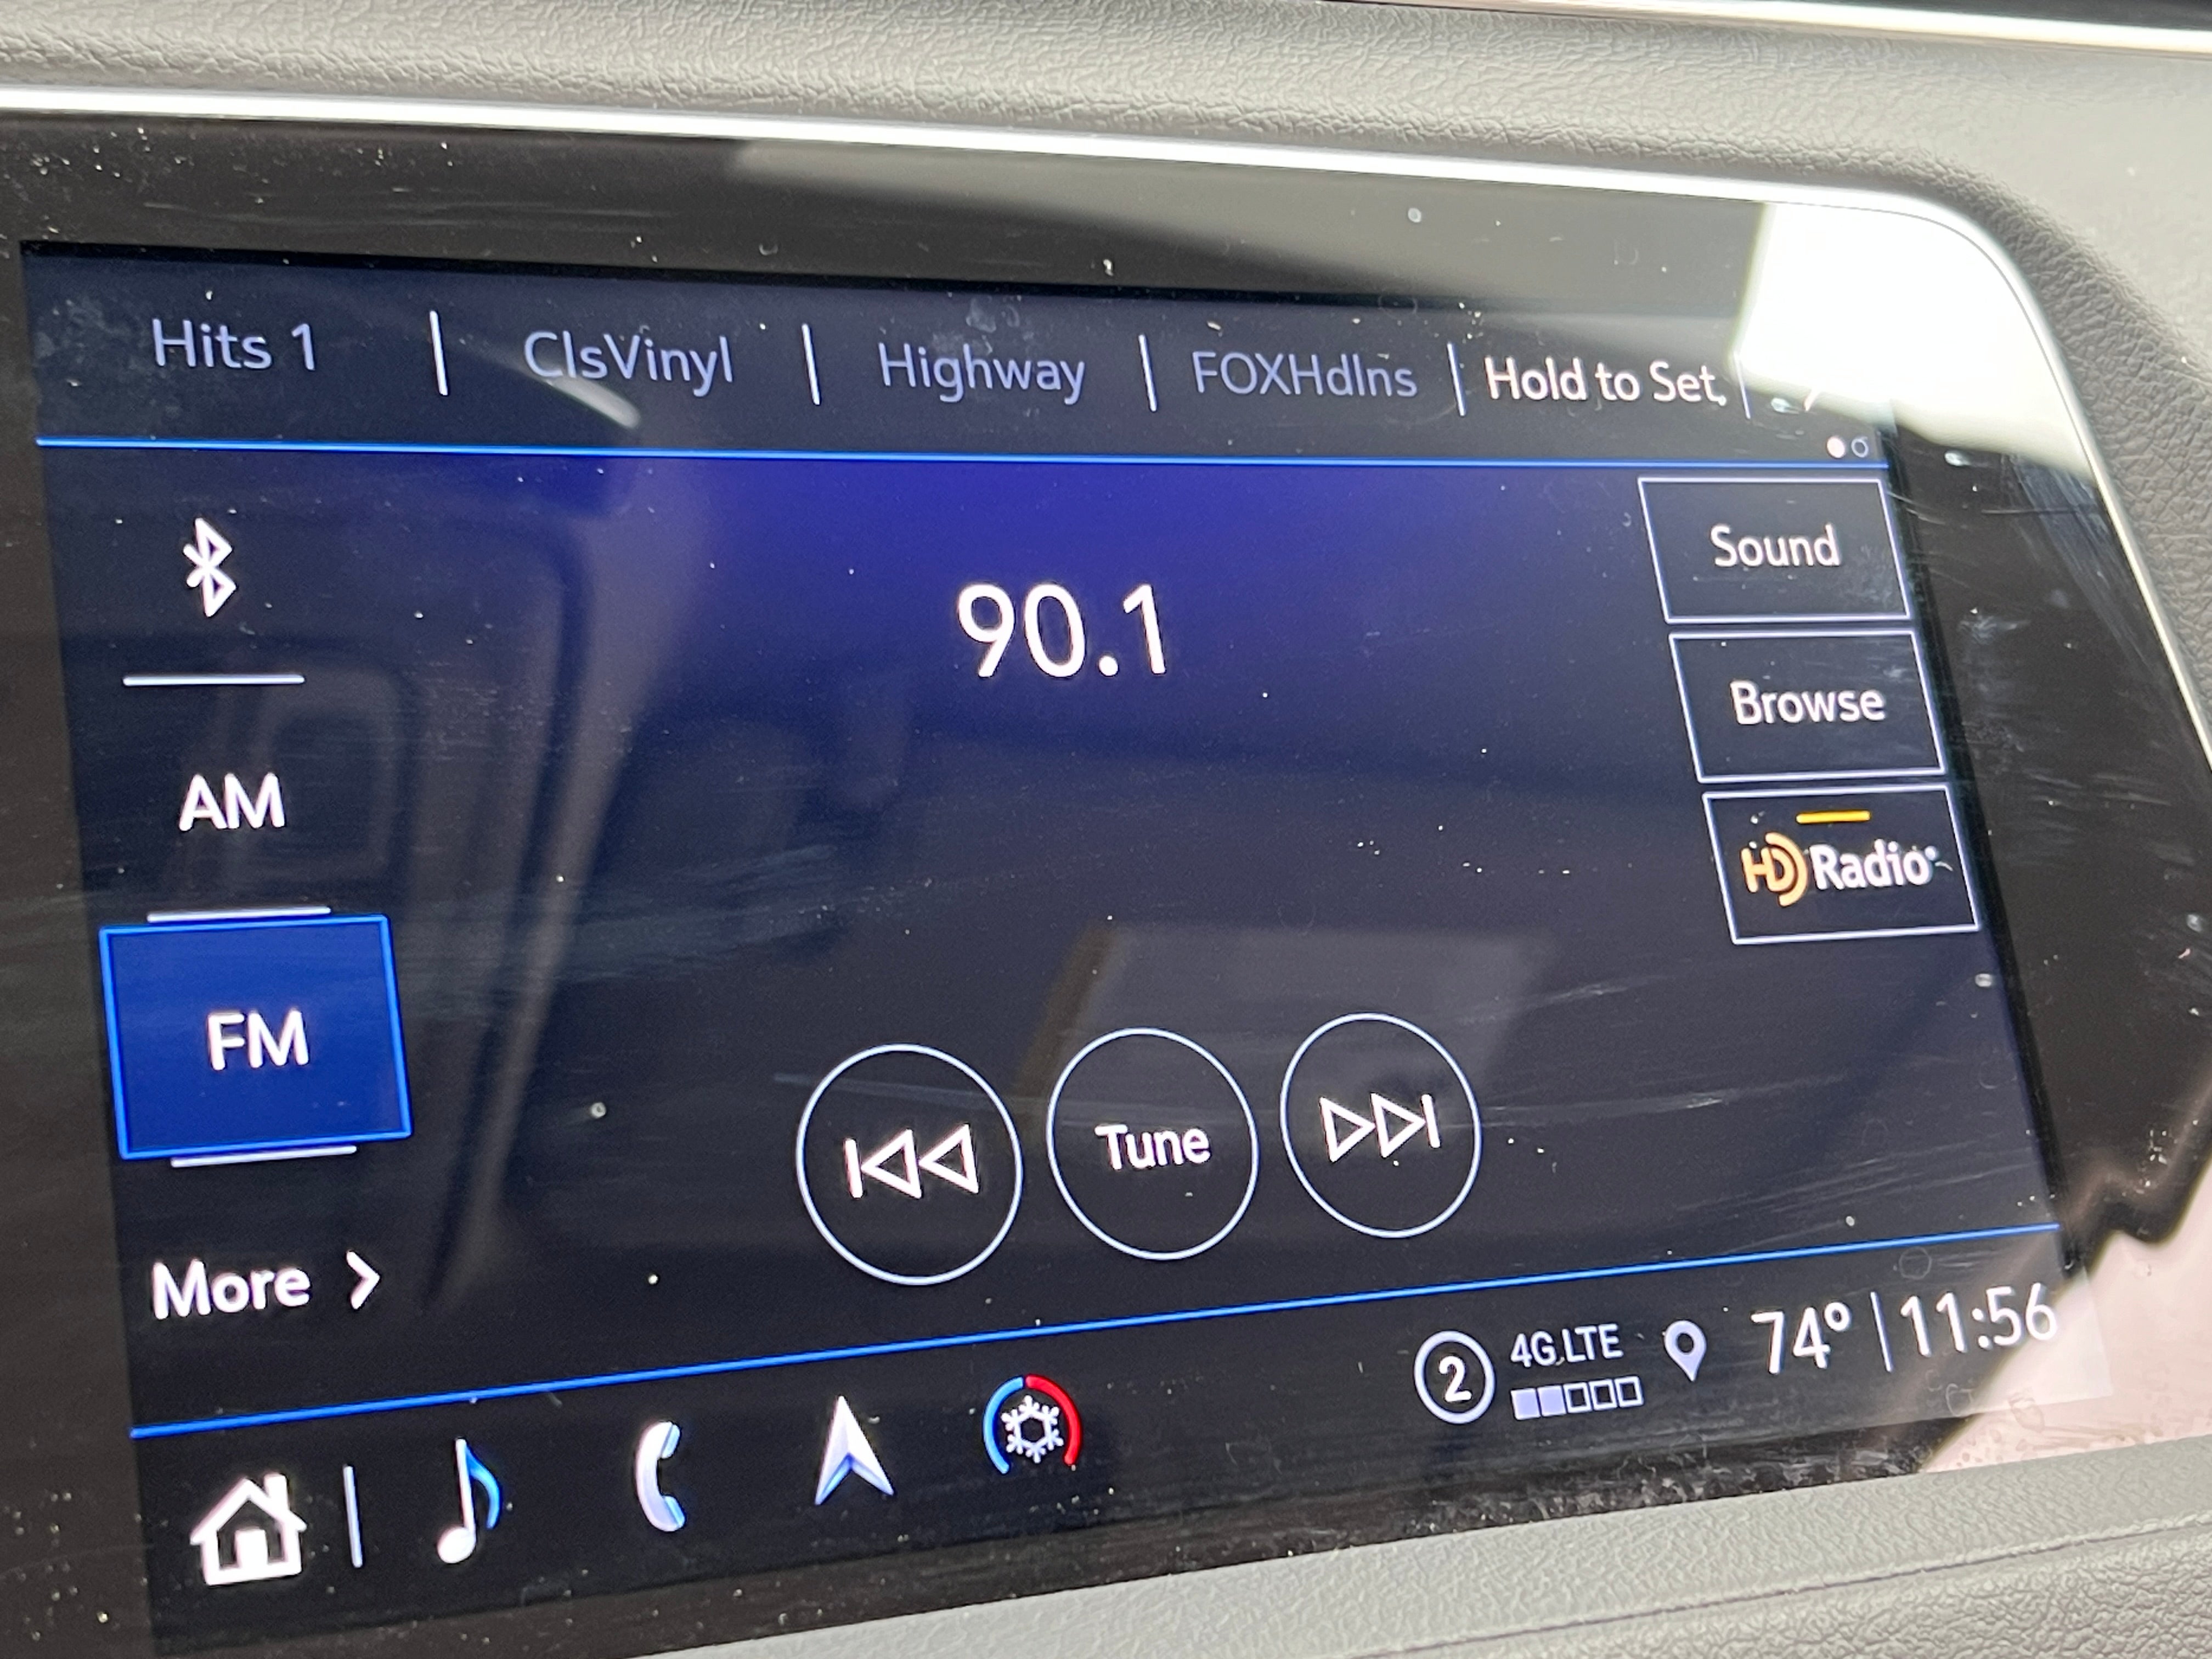 Hits 1 | ClsVinyl | Highway | FOXHdlns | Hold to Set
Sound
90.1
Browse
AM
HD Radio
FM
Tune
More >
2 4G LTE 74° | 11:56